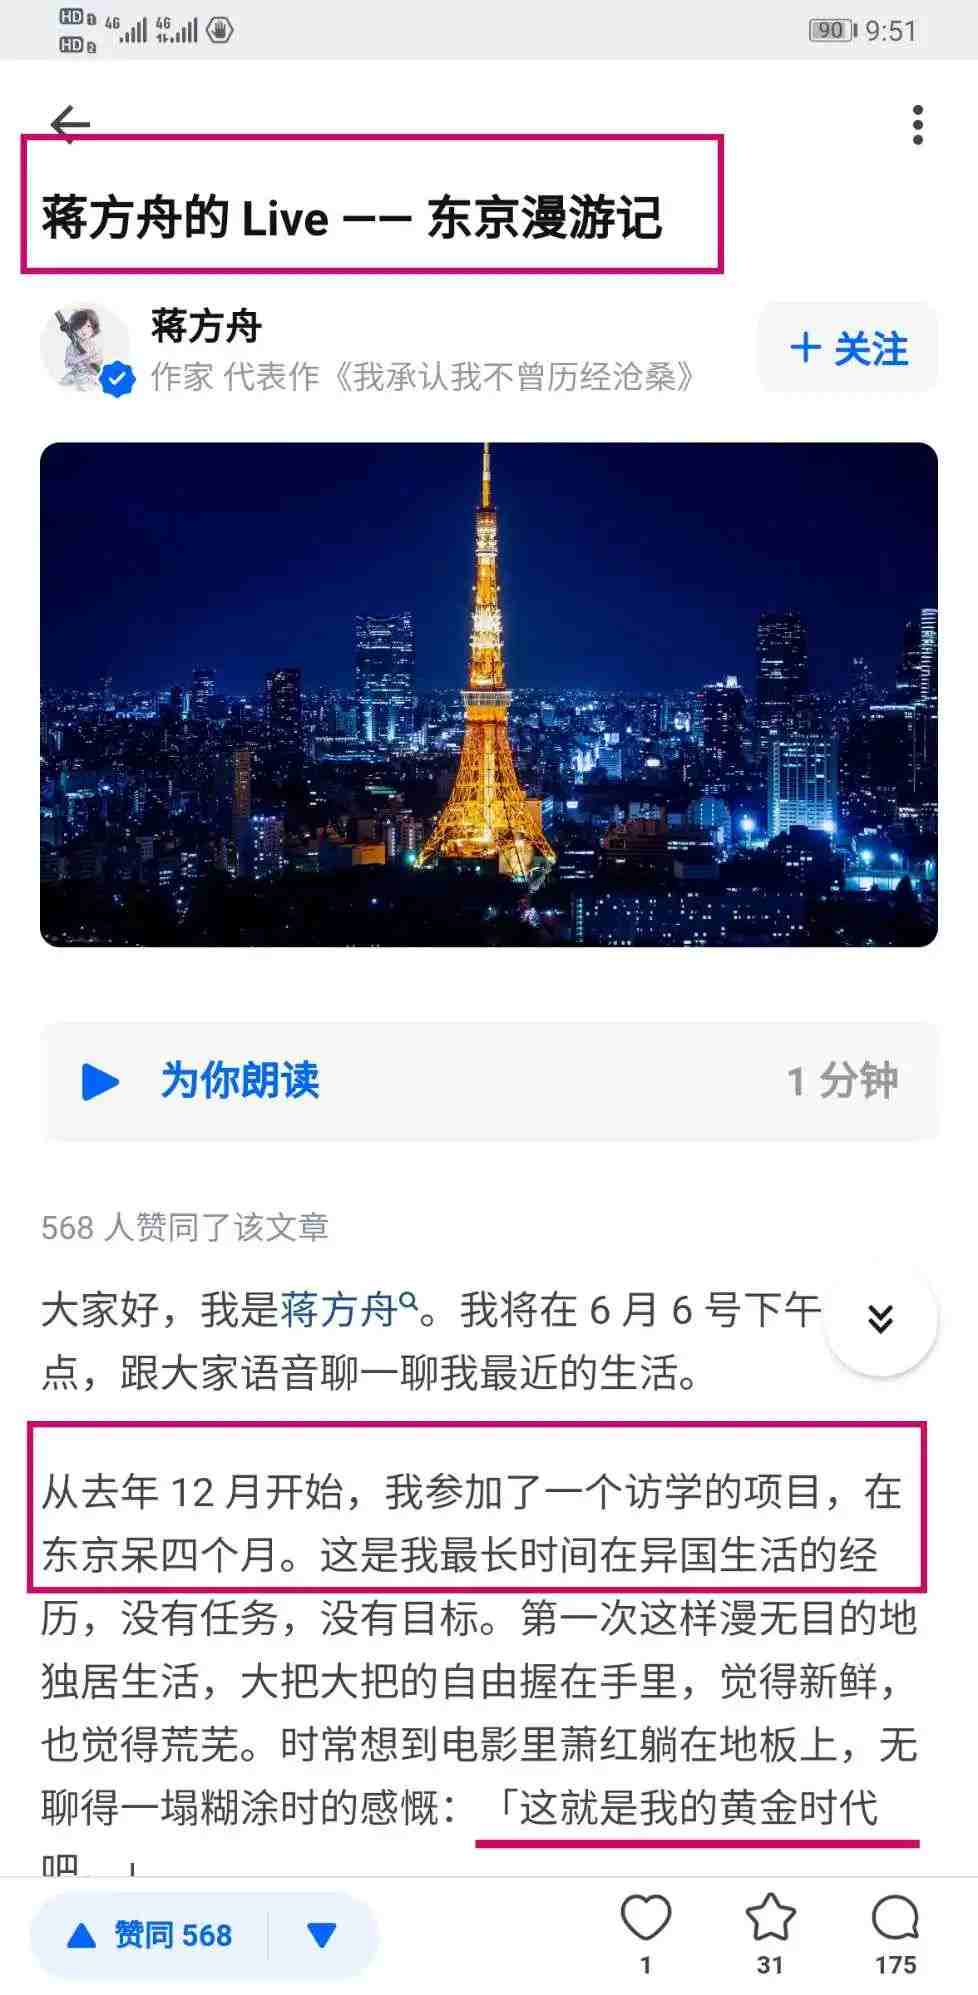 HD 1 4G 4G 90 9:51
HD 2
蒋方舟的 Live —— 东京漫游记
蒋方舟
作家 代表作《我承认我不曾历经沧桑》
+ 关注
为你朗读 1 分钟
568 人赞同了该文章
大家好，我是蒋方舟。我将在 6 月 6 号下午
点，跟大家语音聊一聊我最近的生活。
从去年 12 月开始，我参加了一个访学的项目，在
东京呆四个月。这是我最长时间在异国生活的经
历，没有任务，没有目标。第一次这样漫无目的地
独居生活，大把大把的自由握在手里，觉得新鲜，
也觉得荒芜。时常想到电影里萧红躺在地板上，无
聊得一塌糊涂时的感慨：「这就是我的黄金时代
吧。」
赞同 568
1
31
175